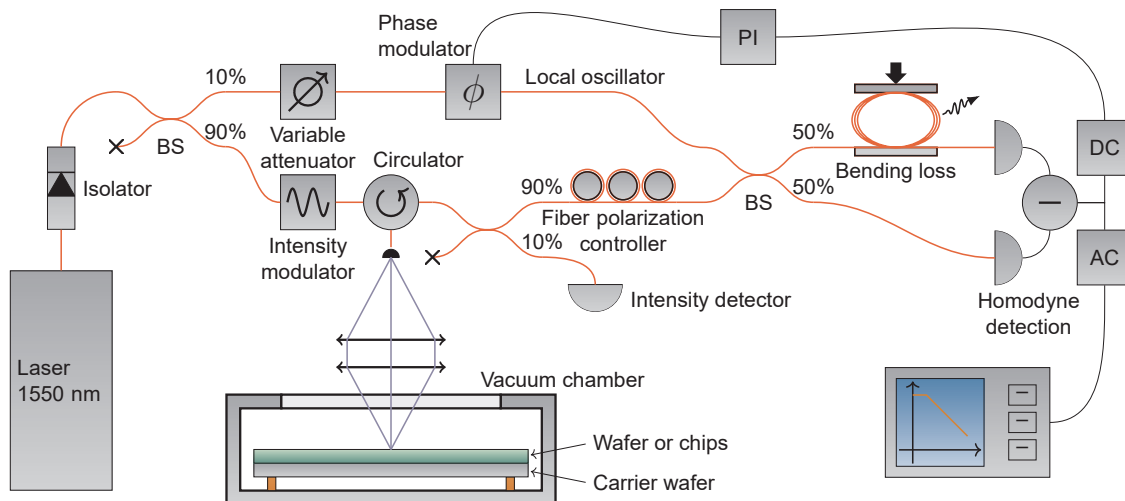 Phase
modulator
PI
10%
Local oscillator
90%
BS
Variable
attenuator
Circulator
Isolator
50%
Bending loss
DC
90%
50%
BS
Fiber polarization
controller
10%
Intensity
modulator
AC
Intensity detector
Homodyne
detection
Laser
1550 nm
Vacuum chamber
Wafer or chips
Carrier wafer
ϕ